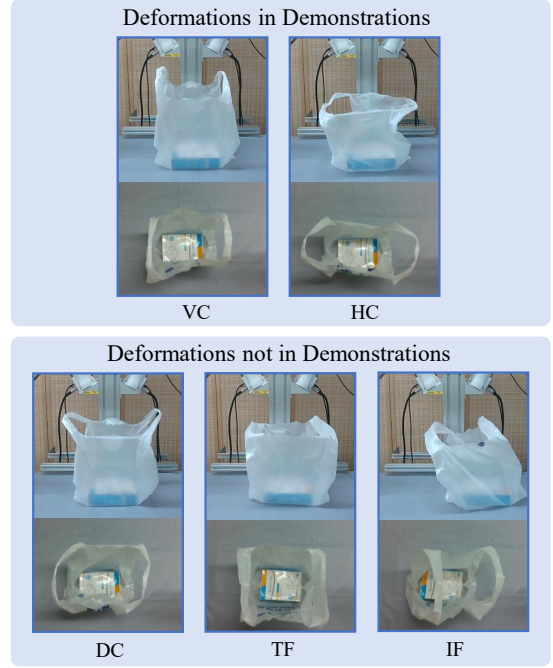 Deformations in Demonstrations
VC
HC
Deformations not in Demonstrations
DC
TF
IF